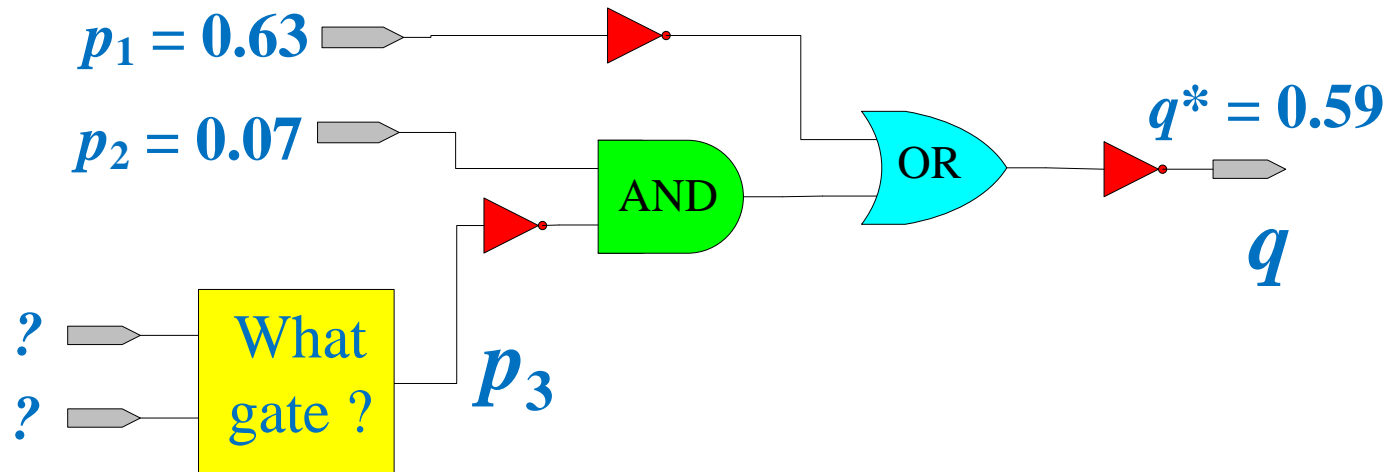 p₁ = 0.63
q* = 0.59
p₂ = 0.07
OR
AND
q
?
What
p₃
?
gate ?